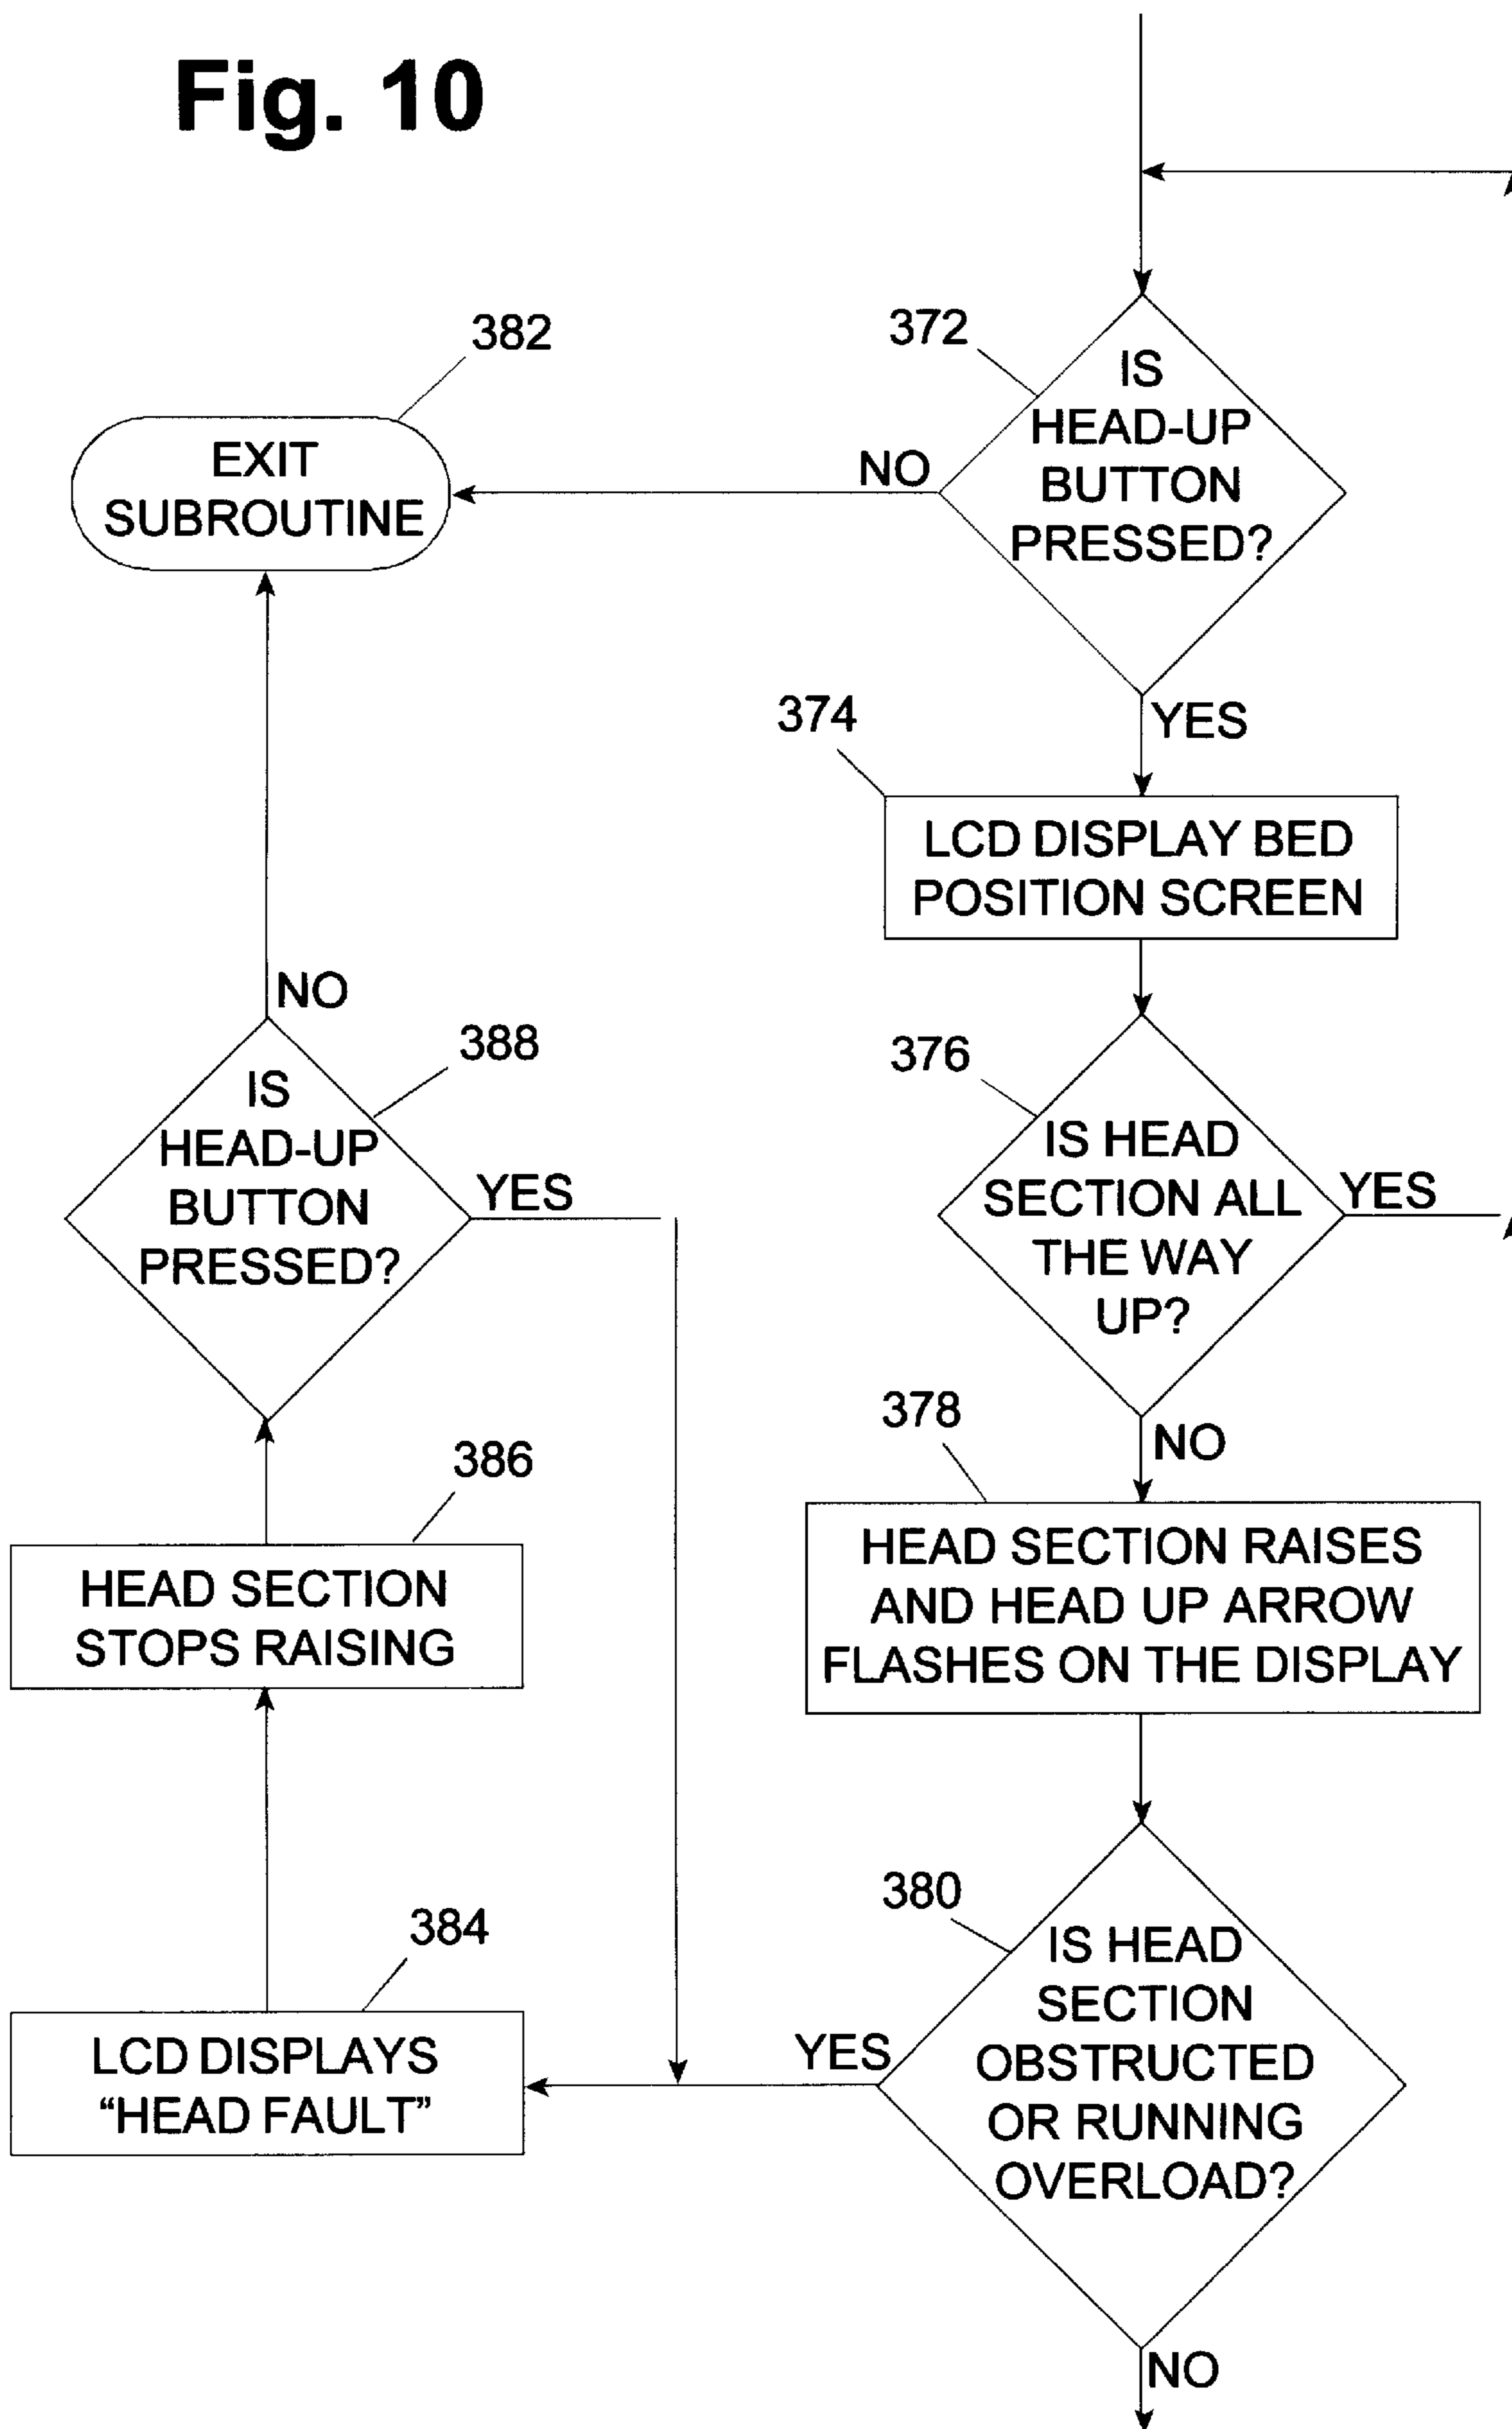 Fig. 10
372
IS
HEAD-UP
BUTTON
PRESSED?
NO
YES
382
EXIT
SUBROUTINE
374
LCD DISPLAY BED
POSITION SCREEN
376
IS HEAD
SECTION ALL
THE WAY
UP?
YES
NO
378
HEAD SECTION RAISES
AND HEAD UP ARROW
FLASHES ON THE DISPLAY
380
IS HEAD
SECTION
OBSTRUCTED
OR RUNNING
OVERLOAD?
YES
NO
384
LCD DISPLAYS
“HEAD FAULT”
386
HEAD SECTION
STOPS RAISING
388
IS
HEAD-UP
BUTTON
PRESSED?
YES
NO